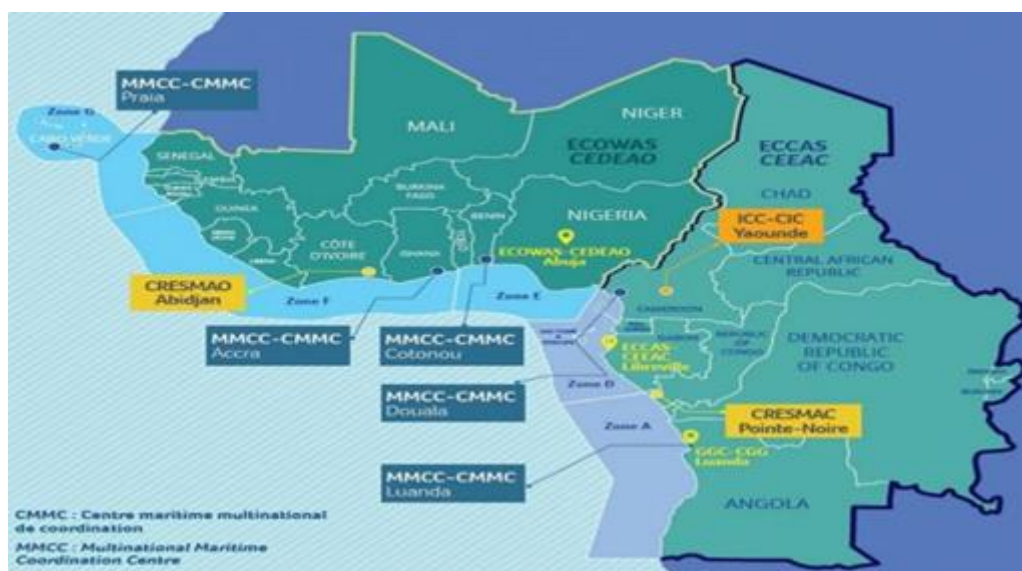 MMCC-CMMC
Praia
Zone G
CABO VERDE
SENEGAL
GUINEA
MALI
BURKINA
FASO
CÔTE
D'IVOIRE
GHANA
TOGO
BENIN
NIGER
ECOWAS
CEDEAO
NIGERIA
ECOWAS-CEDEAO
Abuja
ECCAS
CEEAC
CHAD
ICC-CIC
Yaounde
CENTRAL AFRICAN
REPUBLIC
CAMEROON
CRESMAO
Abidjan
Zone F
Zone E
MMCC-CMMC
Accra
MMCC-CMMC
Cotonou
ECCAS
CEEAC
Libreville
REPUBLIC
OF
CONGO
DEMOCRATIC
REPUBLIC
OF CONGO
MMCC-CMMC
Douala
Zone D
CRESMAC
Pointe-Noire
Zone A
GGC-CGG
Luanda
MMCC-CMMC
Luanda
ANGOLA
CMMC : Centre maritime multinational
de coordination
MMCC : Multinational Maritime
Coordination Centre